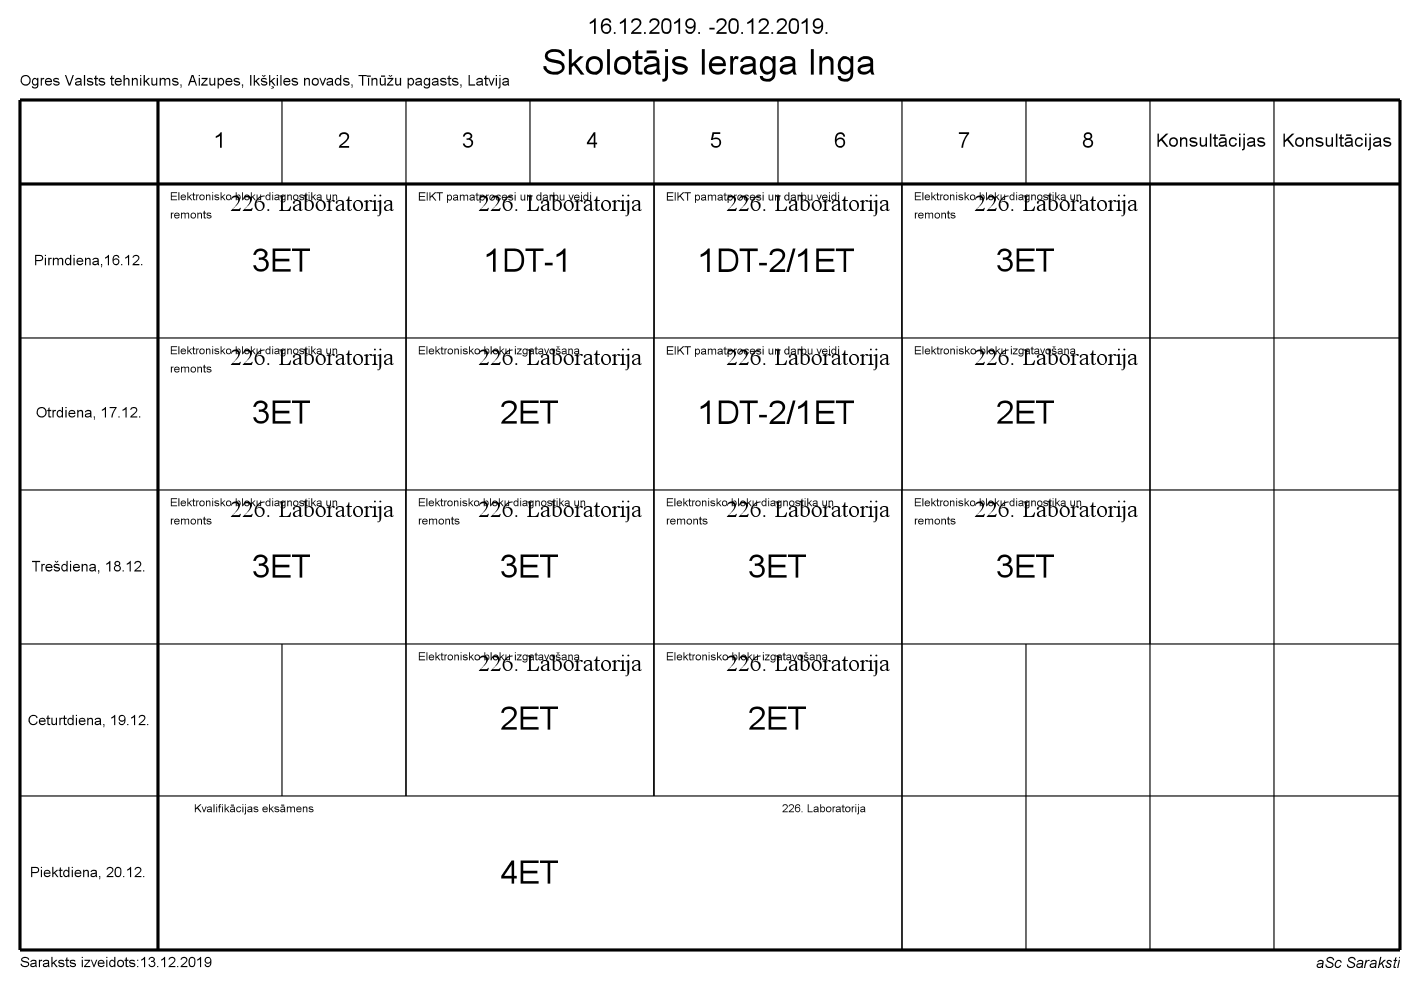 16.12.2019. -20.12.2019.
Skolotājs Ieraga Inga
Ogres Valsts tehnikums, Aizupes, Ikšķiles novads, Tīnūžu pagasts, Latvija
1 2 3 4 5 6 7 8 Konsultācijas Konsultācijas
Pirmdiena,16.12.
Elektronisko bloku diagnostika un
remonts
226. Laboratorija
3ET
EIKT pamatprocesi un darbu veidi
226. Laboratorija
1DT-1
EIKT pamatprocesi un darbu veidi
226. Laboratorija
1DT-2/1ET
Elektronisko bloku diagnostika un
remonts
226. Laboratorija
3ET
Otrdiena, 17.12.
Elektronisko bloku diagnostika un
remonts
226. Laboratorija
3ET
Elektronisko bloku izgatavošana
226. Laboratorija
2ET
EIKT pamatprocesi un darbu veidi
226. Laboratorija
1DT-2/1ET
Elektronisko bloku izgatavošana
226. Laboratorija
2ET
Trešdiena, 18.12.
Elektronisko bloku diagnostika un
remonts
226. Laboratorija
3ET
Elektronisko bloku diagnostika un
remonts
226. Laboratorija
3ET
Elektronisko bloku diagnostika un
remonts
226. Laboratorija
3ET
Elektronisko bloku diagnostika un
remonts
226. Laboratorija
3ET
Ceturtdiena, 19.12.
Elektronisko bloku izgatavošana
226. Laboratorija
2ET
Elektronisko bloku izgatavošana
226. Laboratorija
2ET
Piektdiena, 20.12.
Kvalifikācijas eksāmens
226. Laboratorija
4ET
Saraksts izveidots:13.12.2019
aSc Saraksti